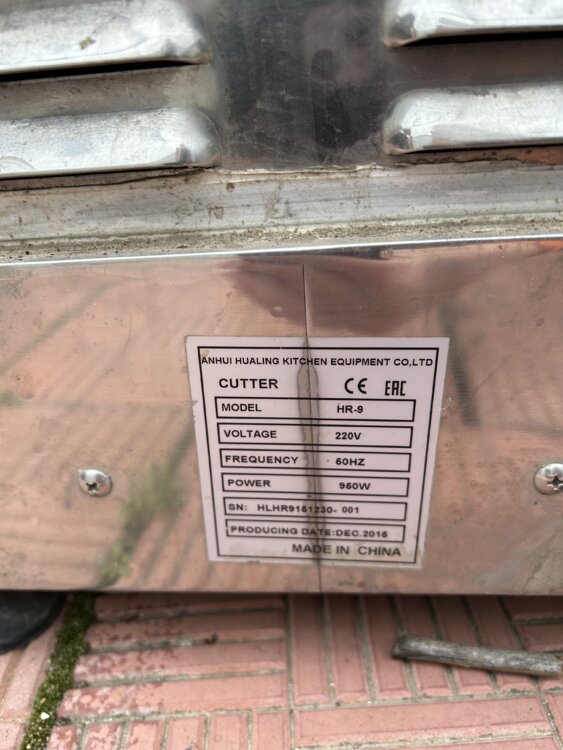 ANHUI HUALING KITCHEN EQUIPMENT CO,LTD
CUTTER CE EAC
MODEL HR-9
VOLTAGE 220V
FREQUENCY 50HZ
POWER 950W
SN: HLHR9151230- 001
PRODUCING DATE:DEC.2015
MADE IN CHINA